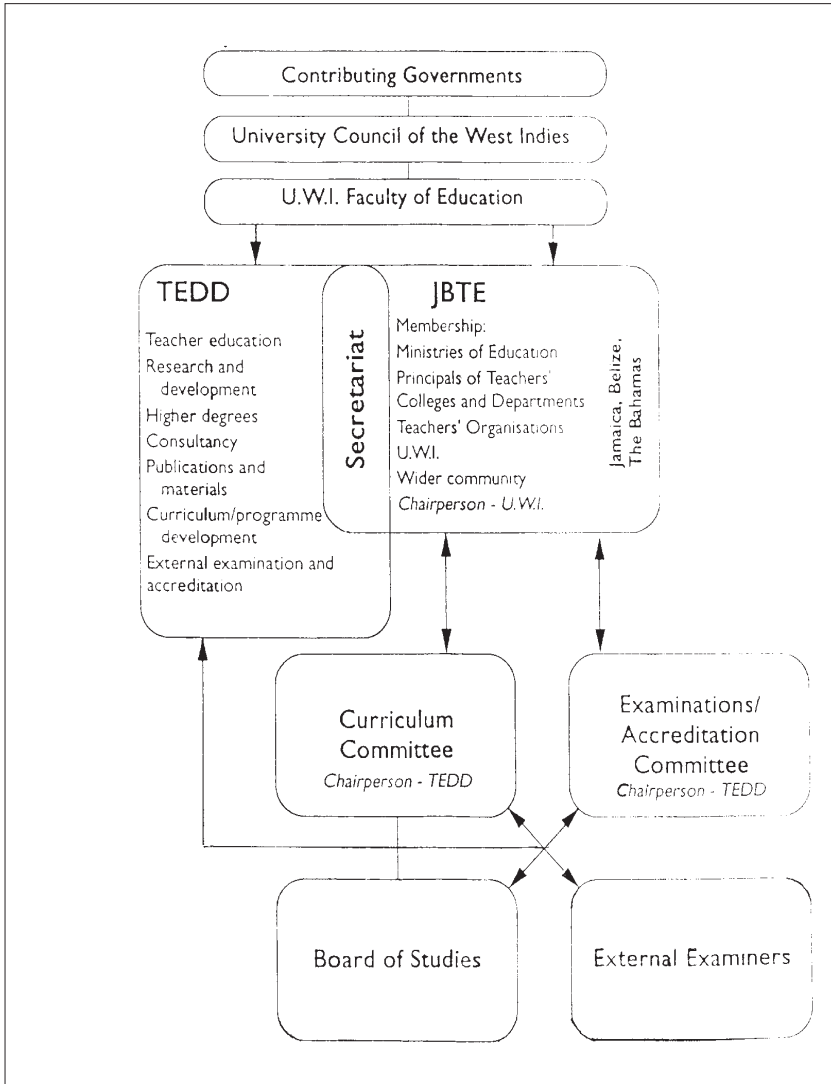 Contributing Governments
University Council of the West Indies
U.W.I. Faculty of Education
TEDD
Teacher education
Research and
development
Higher degrees
Consultancy
Publications and
materials
Curriculum/programme
development
External examination and
accreditation
Secretariat
JBTE
Membership:
Ministries of Education
Principals of Teachers'
Colleges and Departments
Teachers' Organisations
U.W.I.
Wider community
Chairperson - U.W.I.
Jamaica, Belize,
The Bahamas
Curriculum
Committee
Chairperson - TEDD
Examinations/
Accreditation
Committee
Chairperson - TEDD
Board of Studies
External Examiners